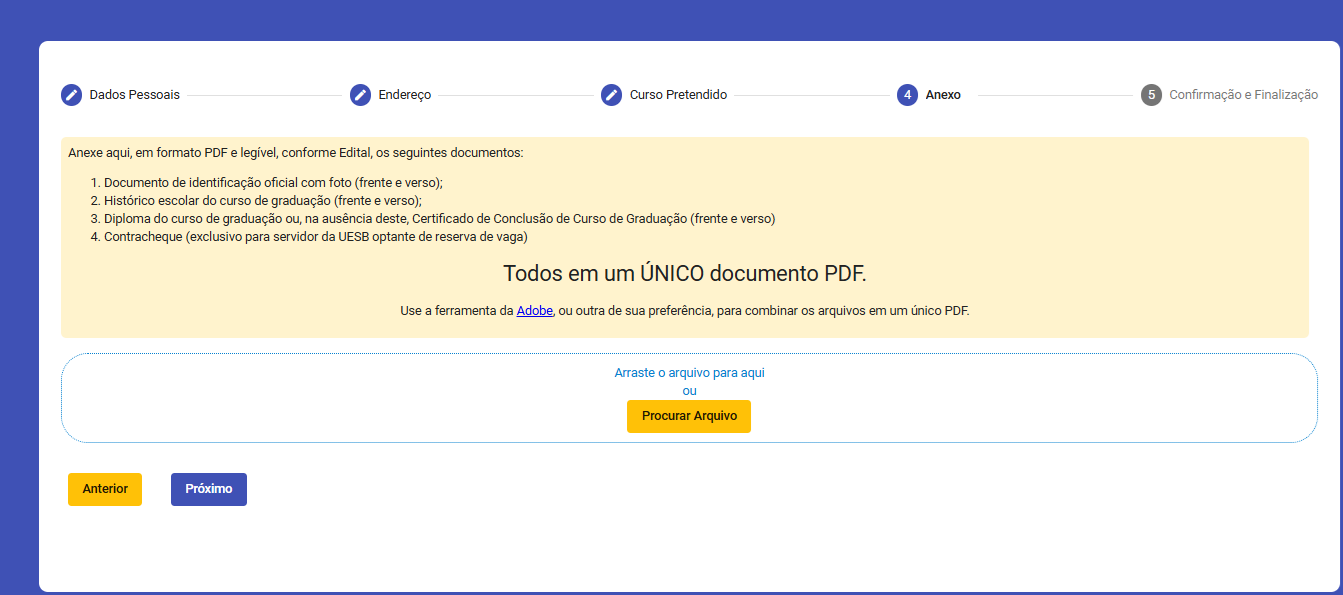 Dados Pessoais
Endereço
Curso Pretendido
4 Anexo
5 Confirmação e Finalização
Anexe aqui, em formato PDF e legível, conforme Edital, os seguintes documentos:
1. Documento de identificação oficial com foto (frente e verso);
2. Histórico escolar do curso de graduação (frente e verso);
3. Diploma do curso de graduação ou, na ausência deste, Certificado de Conclusão de Curso de Graduação (frente e verso)
4. Contracheque (exclusivo para servidor da UESB optante de reserva de vaga)
Todos em um ÚNICO documento PDF.
Use a ferramenta da Adobe, ou outra de sua preferência, para combinar os arquivos em um único PDF.
Arraste o arquivo para aqui
ou
Procurar Arquivo
Anterior
Próximo